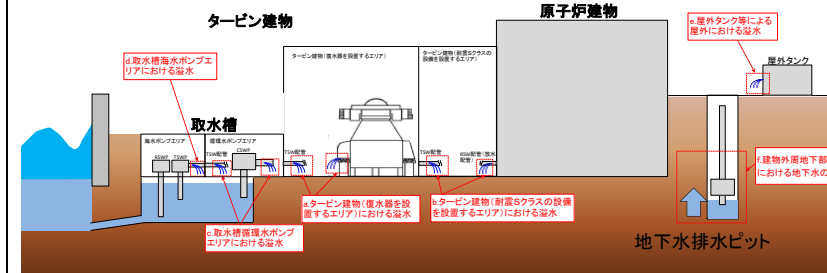 タービン建物
原子炉建物
e.屋外タンク等による
屋外における溢水
屋外タンク
タービン建物(復水器を設置するエリア)
タービン建物(耐震Sクラスの
設備を設置するエリア)
d.取水槽海水ポンプエ
リアにおける溢水
取水槽
海水ポンプエリア
循環水ポンプエリア
RSWP
TSWP
TSW配管
CSWP
TSW配管
TSW配管
RSW配管(放水
配管)
a.タービン建物(復水器を設
置するエリア)における溢水
b.タービン建物(耐震Sクラスの設備
を設置するエリア)における溢水
c.取水槽循環水ポンプ
エリアにおける溢水
f.建物外周地下部
における地下水の
地下水排水ピット